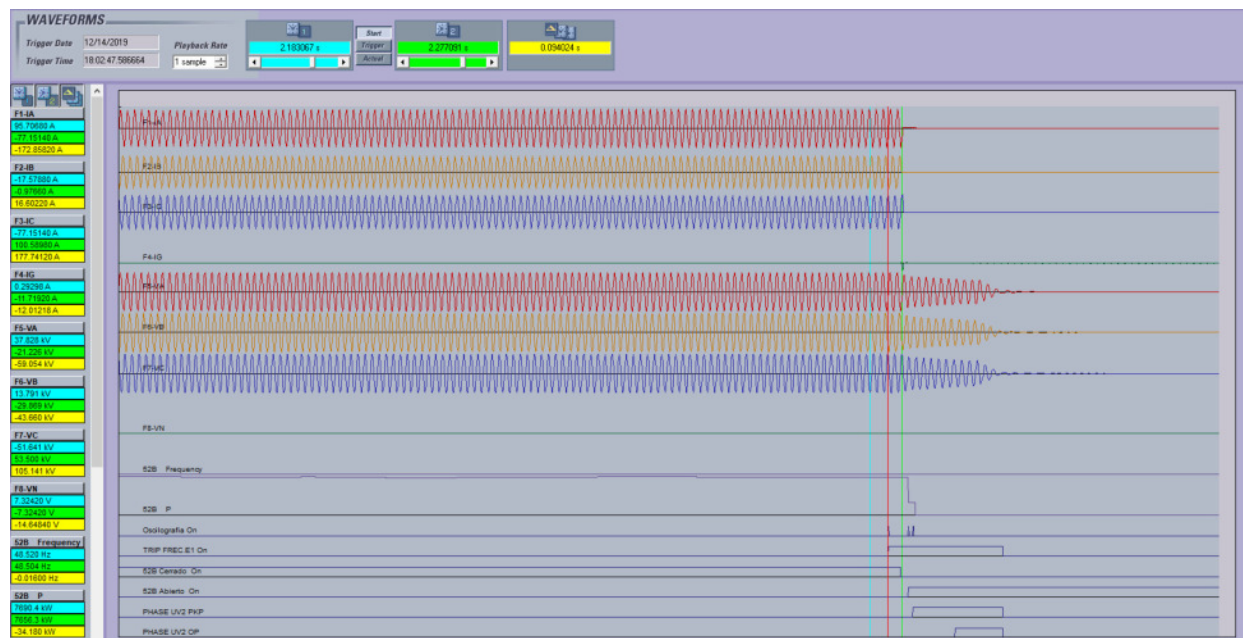 WAVEFORMS
Trigger Date 12/14/2019
Trigger Time 18:02:47.586664
Playback Rate
1 sample
1
2.183067 s
Start
Trigger
Actual
2
2.277091 s
0.094024 s
F1-IA
95.70680 A
-77.15140 A
-172.85820 A
F2-IB
-17.57880 A
-0.97660 A
16.60220 A
F3-IC
-77.15140 A
100.58980 A
177.74120 A
F4-IG
0.29298 A
-11.71920 A
-12.01218 A
F5-VA
37.828 kV
-21.226 kV
-59.054 kV
F6-VB
13.791 kV
-29.869 kV
-43.660 kV
F7-VC
-51.641 kV
53.500 kV
105.141 kV
F8-VN
7.32420 V
-7.32420 V
-14.64840 V
52B Frequency
48.520 Hz
48.504 Hz
-0.01600 Hz
52B P
7690.4 kW
7656.3 kW
-34.180 kW
F1-IA
F2-IB
F3-IC
F4-IG
F5-VA
F6-VB
F7-VC
F8-VN
52B Frequency
52B P
Oscilografia On
TRIP FREC.E1 On
52B Cerrado On
52B Abierto On
PHASE UV2 PKP
PHASE UV2 OP